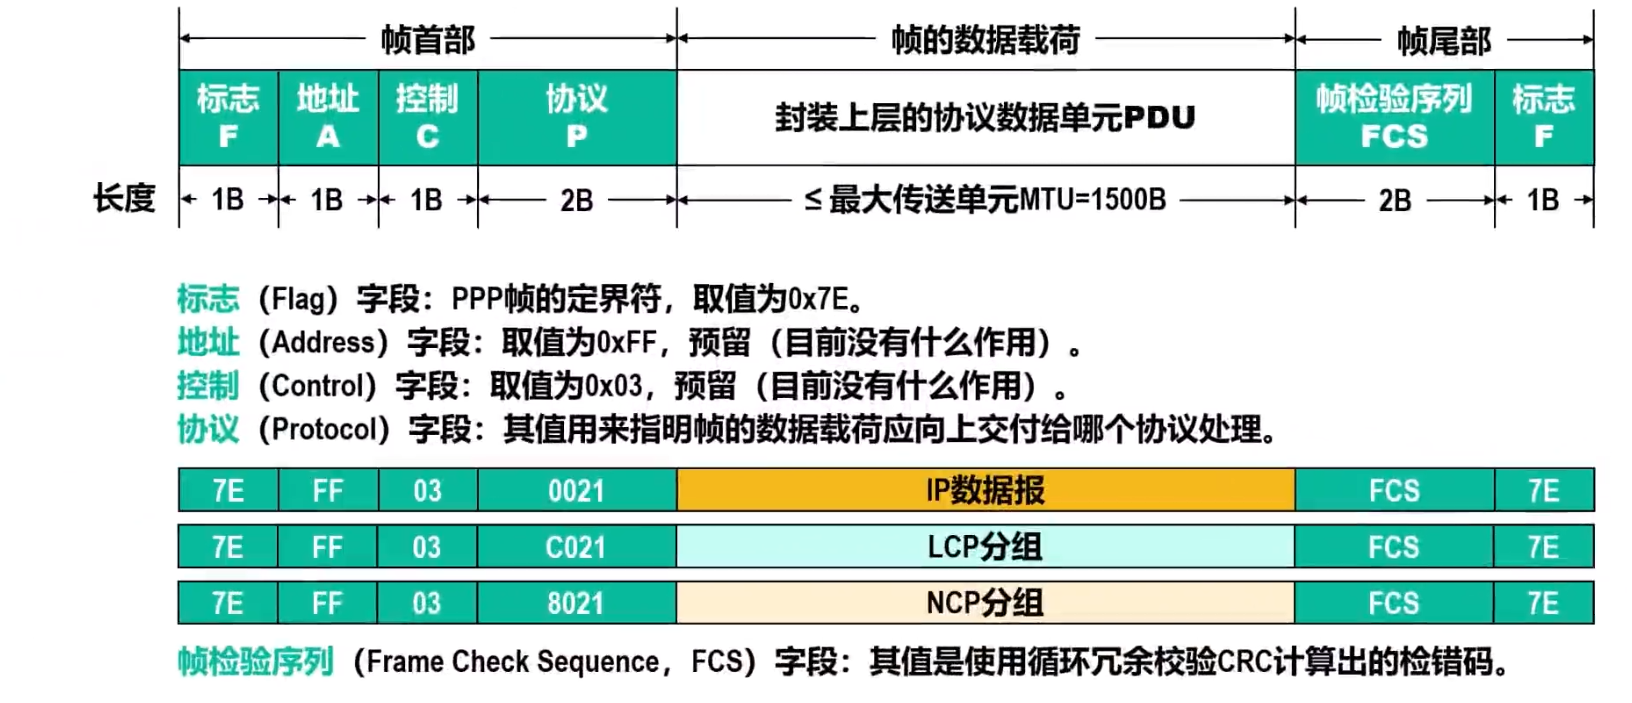 帧首部 帧的数据载荷 帧尾部
标志 地址 控制 协议 封装上层的协议数据单元PDU 帧检验序列 标志
F A C P FCS F
长度 1B 1B 1B 2B ≤最大传送单元MTU=1500B 2B 1B
标志（Flag）字段：PPP帧的定界符，取值为0x7E。
地址（Address）字段：取值为0xFF，预留（目前没有什么作用）。
控制（Control）字段：取值为0x03，预留（目前没有什么作用）。
协议（Protocol）字段：其值用来指明帧的数据载荷应向上交付给哪个协议处理。
7E FF 03 0021 IP数据报 FCS 7E
7E FF 03 C021 LCP分组 FCS 7E
7E FF 03 8021 NCP分组 FCS 7E
帧检验序列（Frame Check Sequence，FCS）字段：其值是使用循环冗余校验CRC计算出的检错码。